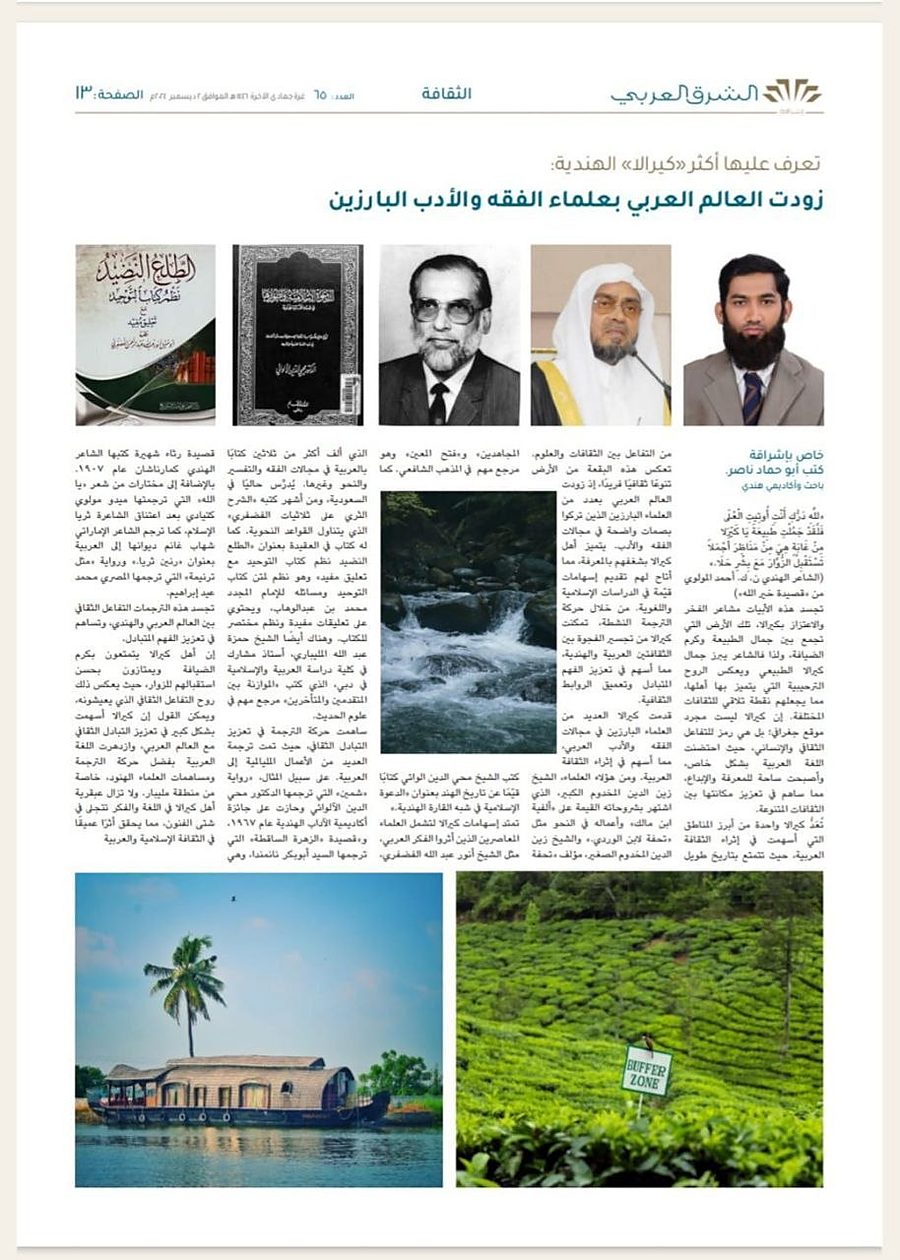 الشرق العربي
الثقافة
العدد: ٦٥
غرة جمادى الآخرة ١٤٤٦ هـ الموافق ٢ ديسمبر ٢٠٢٤م
الصفحة: ١٣
تعرف عليها أكثر «كيرالا» الهندية:
زودت العالم العربي بعلماء الفقه والأدب البارزين
الطلع النضيد
نظم كتاب التوحيد
مع
تعليق مفيد
خاص بإشراقة
كتب أبو حماد ناصر.
باحث وأكاديمي هندي
«لله دَرُّك أَنْتِ أُوتِيتِ الْعُلَى
فَلَقَدْ جَمُلْتِ طَبِيعَةً يَا كَيْرَلَا
مِنْ غَابَةٍ هِيَ مِنْ مَنَاظِرَ أَجْمَلَا
تَسْتَقْبِلُ الزُّوَّارَ مَعْ بِشْرٍ حَلَا.»
(الشاعر الهندي ن. ك. أحمد المولوي
من «قصيدة خير الله»)
تجسد هذه الأبيات مشاعر الفخر
والاعتزاز بكيرالا، تلك الأرض التي
تجمع بين جمال الطبيعة وكرم
الضيافة، ولذا فالشاعر يبرز جمال
كيرالا الطبيعي ويعكس الروح
الترحيبية التي يتميز بها أهلها،
مما يجعلهم نقطة تلاقي للثقافات
المختلفة. إن كيرالا ليست مجرد
موقع جغرافي؛ بل هي رمز للتفاعل
الثقافي والإنساني، حيث احتضنت
اللغة العربية بشكل خاص،
وأصبحت ساحة للمعرفة والإبداع،
مما ساهم في تعزيز مكانتها بين
الثقافات المتنوعة.
تُعَدُّ كيرالا واحدة من أبرز المناطق
التي أسهمت في إثراء الثقافة
العربية، حيث تتمتع بتاريخ طويل
من التفاعل بين الثقافات والعلوم.
تعكس هذه البقعة من الأرض
تنوعًا ثقافيًا فريدًا، إذ زودت
العالم العربي بعدد من
العلماء البارزين الذين تركوا
بصمات واضحة في مجالات
الفقه والأدب. يتميز أهل
كيرالا بشغفهم بالمعرفة، مما
أتاح لهم تقديم إسهامات
قيّمة في الدراسات الإسلامية
واللغوية. من خلال حركة
الترجمة النشطة، تمكنت
كيرالا من تجسير الفجوة بين
الثقافتين العربية والهندية،
مما أسهم في تعزيز الفهم
المتبادل وتعميق الروابط
الثقافية.
قدمت كيرالا العديد من
العلماء البارزين في مجالات
الفقه والأدب العربي،
مما أسهم في إثراء الثقافة
العربية. ومن هؤلاء العلماء، الشيخ
زين الدين المخدوم الكبير، الذي
اشتهر بشروحاته القيمة على «ألفية
ابن مالك» وأعماله في النحو مثل
«تحفة لابن الوردي.» والشيخ زين
الدين المخدوم الصغير، مؤلف «تحفة
المجاهدين» و«فتح المعين» وهو
مرجع مهم في المذهب الشافعي. كما
كتب الشيخ محي الدين الواتي كتابًا
قيّمًا عن تاريخ الهند بعنوان «الدعوة
الإسلامية في شبه القارة الهندية.»
تمتد إسهامات كيرالا لتشمل العلماء
المعاصرين الذين أثروا الفكر العربي،
مثل الشيخ أنور عبد الله الفضفري،
الذي ألف أكثر من ثلاثين كتابًا
بالعربية في مجالات الفقه والتفسير
والنحو وغيرها. يُدرّس حاليًا في
السعودية، ومن أشهر كتبه «الشرح
الثري على ثلاثيات الفضفري»
الذي يتناول القواعد النحوية. كما
له كتاب في العقيدة بعنوان «الطلع
النضيد نظم كتاب التوحيد مع
تعليق مفيد» وهو نظم لمتن كتاب
التوحيد ومسائله للإمام المجدد
محمد بن عبدالوهاب، ويحتوي
على تعليقات مفيدة ونظم مختصر
للكتاب. وهناك أيضًا الشيخ حمزة
عبد الله المليباري، أستاذ مشارك
في كلية دراسة العربية والإسلامية
في دبي، الذي كتب «الموازنة بين
المتقدمين والمتأخرين» مرجع مهم في
علوم الحديث.
ساهمت حركة الترجمة في تعزيز
التبادل الثقافي، حيث تمت ترجمة
العديد من الأعمال المليالية إلى
العربية. على سبيل المثال، «رواية
«شمين» التي ترجمها الدكتور محي
الدين الألواني وحازت على جائزة
أكاديمية الآداب الهندية عام ١٩٦٧،
و«قصيدة «الزهرة الساقطة» التي
ترجمها السيد أبوبكر نانمندا، وهي
قصيدة رثاء شهيرة كتبها الشاعر
الهندي كمارناشان عام ١٩٠٧.
بالإضافة إلى مختارات من شعر «يا
الله» التي ترجمتها ميدو مولوي
كتيادي بعد اعتناق الشاعرة ثريا
الإسلام، كما ترجم الشاعر الإماراتي
شهاب غانم ديوانها إلى العربية
بعنوان «رنين ثريا.» ورواية «مثل
ترنيمة» التي ترجمها المصري محمد
عيد إبراهيم.
تجسد هذه الترجمات التفاعل الثقافي
بين العالم العربي والهندي، وتساهم
في تعزيز الفهم المتبادل.
إن أهل كيرالا يتمتعون بكرم
الضيافة ويمتازون بحسن
استقبالهم للزوار، حيث يعكس ذلك
روح التفاعل الثقافي الذي يعيشونه،
ويمكن القول إن كيرالا أسهمت
بشكل كبير في تعزيز التبادل الثقافي
مع العالم العربي، وازدهرت اللغة
العربية بفضل حركة الترجمة
ومساهمات العلماء الهنود، خاصة
من منطقة مليبار. ولا تزال عبقرية
أهل كيرالا في اللغة والفكر تتجلى في
شتى الفنون، مما يحقق أثرًا عميقًا
في الثقافة الإسلامية والعربية
BUFFER
ZONE